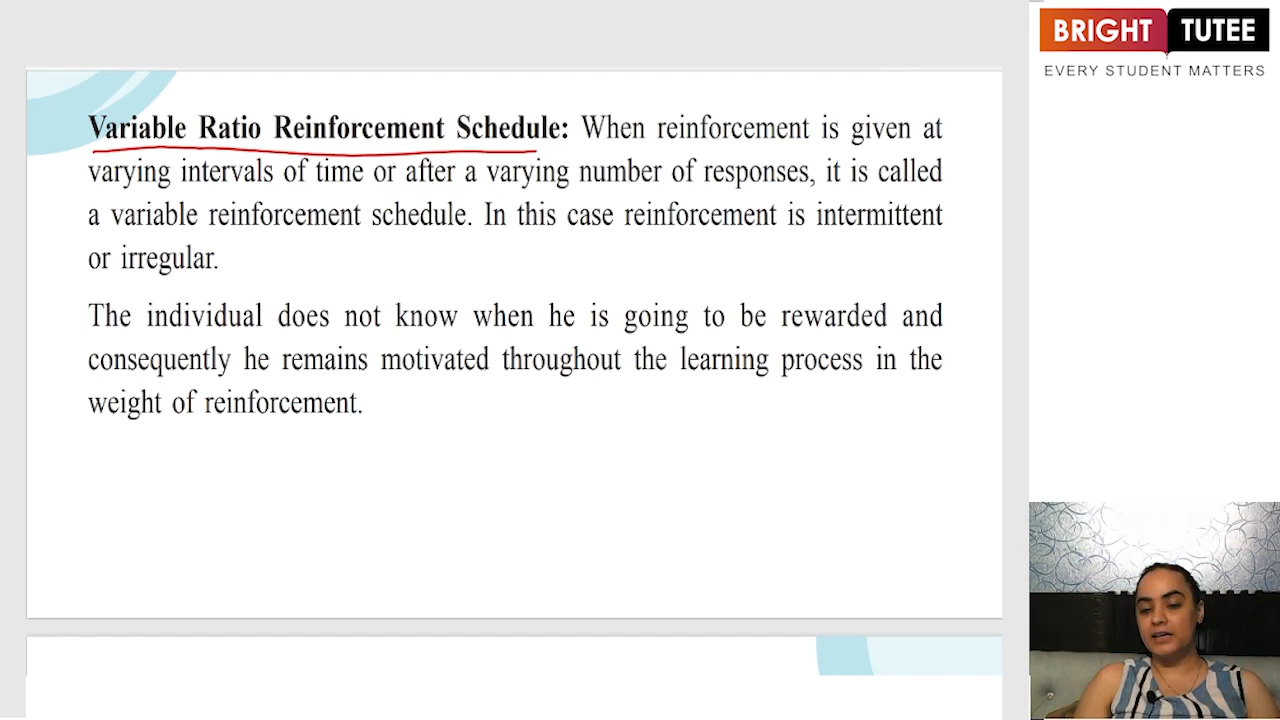 BRIGHT TUTEE
EVERY STUDENT MATTERS
Variable Ratio Reinforcement Schedule: When reinforcement is given at
varying intervals of time or after a varying number of responses, it is called
a variable reinforcement schedule. In this case reinforcement is intermittent
or irregular.
The individual does not know when he is going to be rewarded and
consequently he remains motivated throughout the learning process in the
weight of reinforcement.